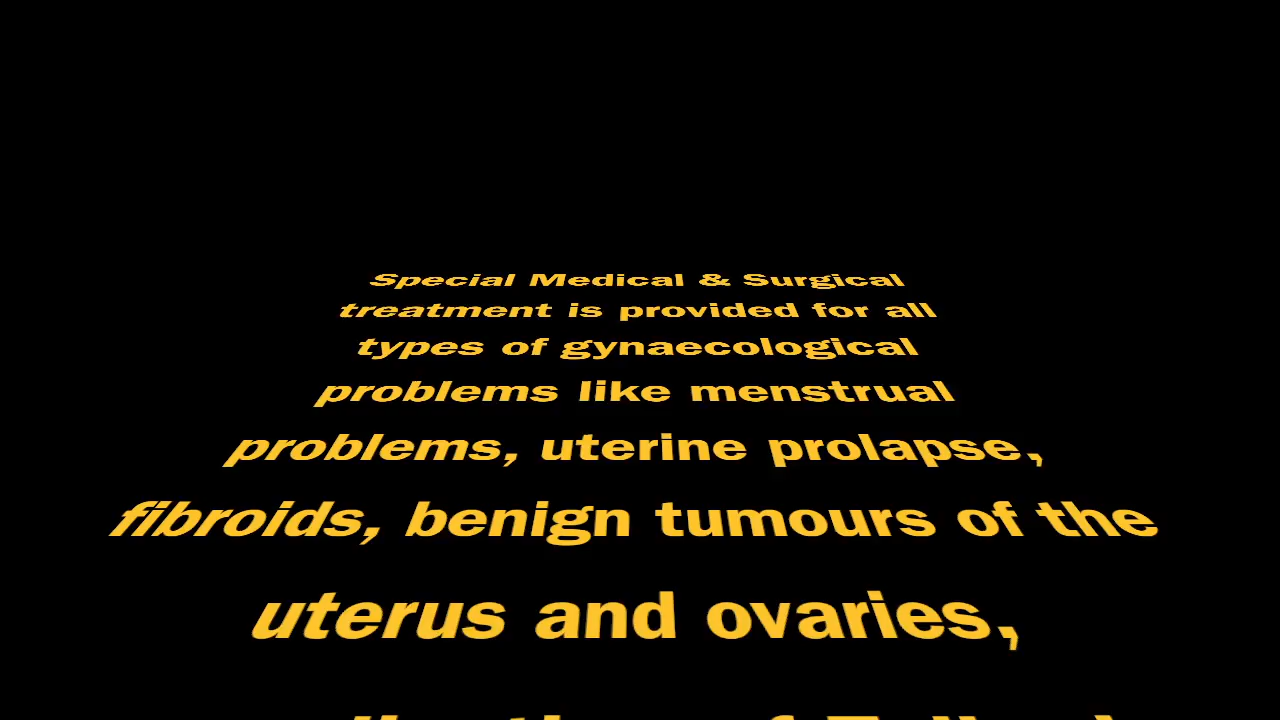 Special Medical & Surgical
treatment is provided for all
types of gynaecological
problems like menstrual
problems, uterine prolapse,
fibroids, benign tumours of the
uterus and ovaries,